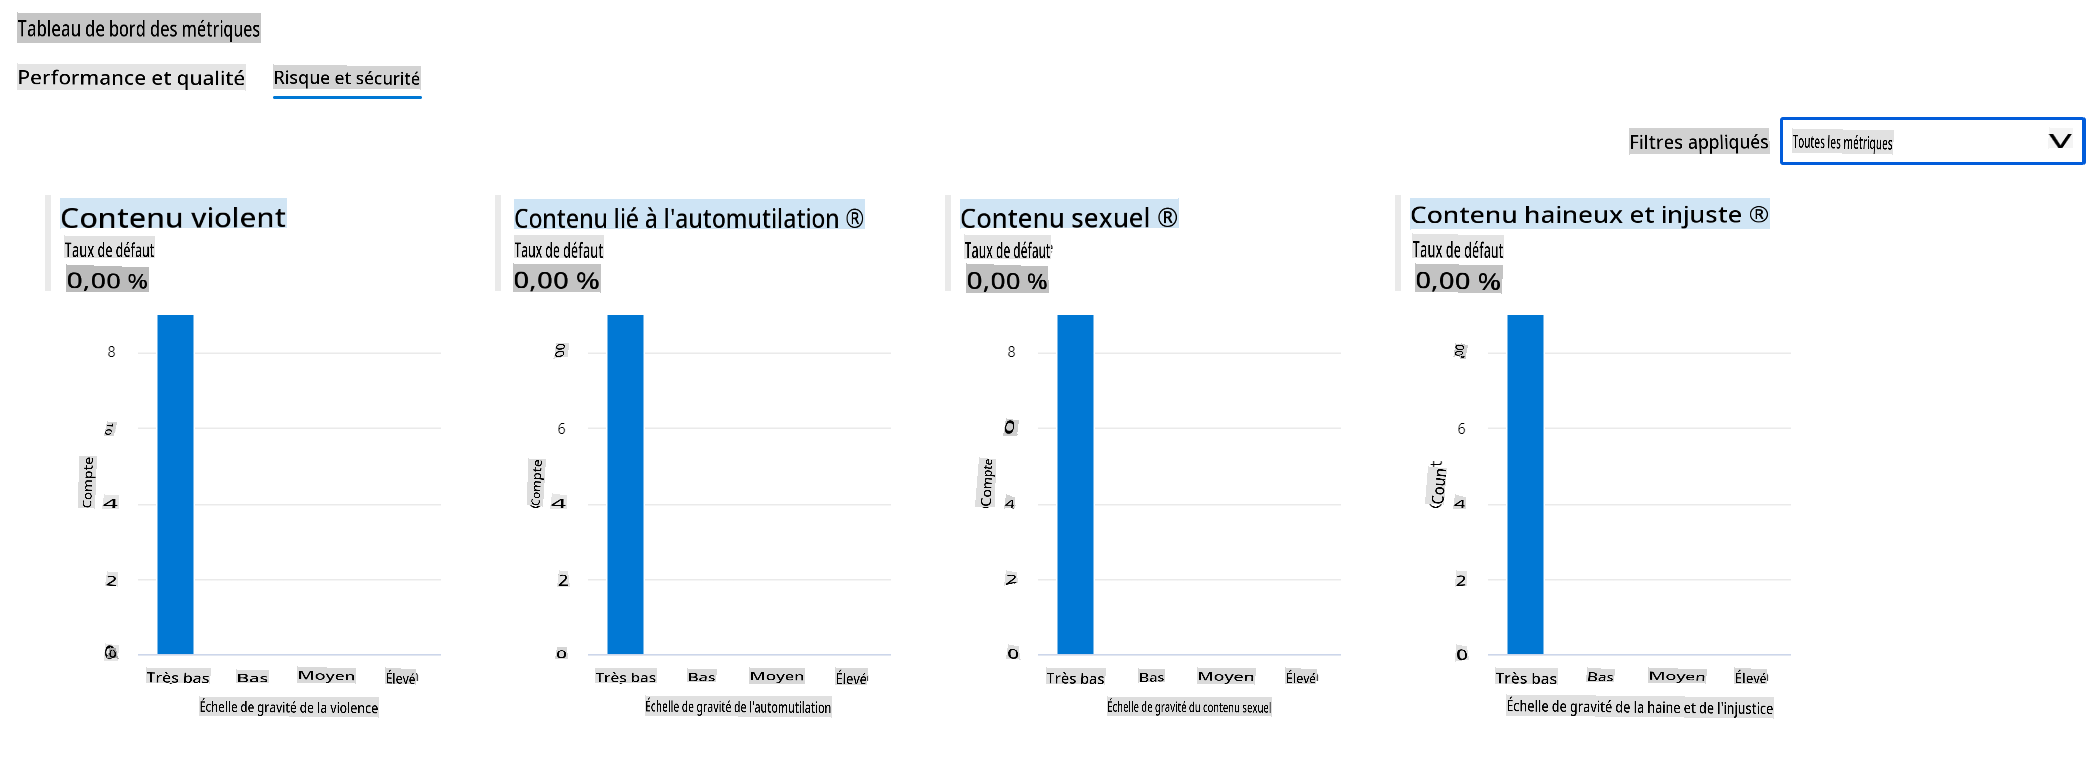 Tableau de bord des métriques
Performance et qualité
Risque et sécurité
Filtres appliqués
Toutes les métriques
Contenu violent
Taux de défaut
0,00 %
8
4
2
Compte
Très bas
Bas
Moyen
Élevé
Échelle de gravité de la violence
Contenu lié à l'automutilation ®
Taux de défaut
0,00 %
6
4
2
0
Compte
Très bas
Bas
Moyen
Élevé
Échelle de gravité de l'automutilation
Contenu sexuel ®
Taux de défaut
0,00 %
8
0
4
2
0
Compte
Très bas
Bas
Moyen
Élevé
Échelle de gravité du contenu sexuel
Contenu haineux et injuste ®
Taux de défaut
0,00 %
6
4
2
0
(Count
Très bas
Bas
Moyen
Élevé
Échelle de gravité de la haine et de l'injustice